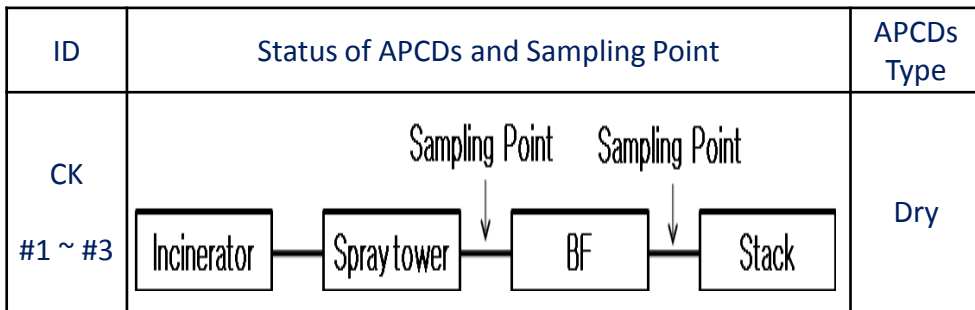 ID
Status of APCDs and Sampling Point
APCDs
Type
CK
#1 ~ #3
Sampling Point
Sampling Point
Incinerator
Spray tower
BF
Stack
Dry